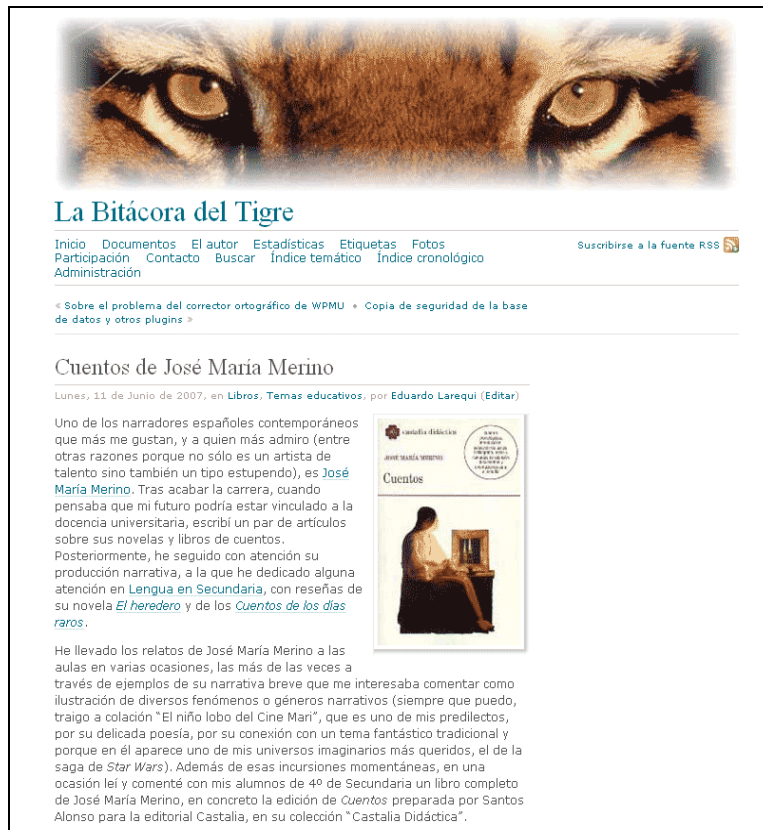 La Bitácora del Tigre
Inicio Documentos El autor Estadísticas Etiquetas Fotos
Participación Contacto Buscar Índice temático Índice cronológico
Administración
Suscribirse a la fuente RSS
« Sobre el problema del corrector ortográfico de WPMU • Copia de seguridad de la base
de datos y otros plugins »
Cuentos de José María Merino
Lunes, 11 de Junio de 2007, en Libros, Temas educativos, por Eduardo Larequi (Editar)
Uno de los narradores españoles contemporáneos
que más me gustan, y a quien más admiro (entre
otras razones porque no sólo es un artista de
talento sino también un tipo estupendo), es José
María Merino. Tras acabar la carrera, cuando
pensaba que mi futuro podría estar vinculado a la
docencia universitaria, escribí un par de artículos
sobre sus novelas y libros de cuentos.
Posteriormente, he seguido con atención su
producción narrativa, a la que he dedicado alguna
atención en Lengua en Secundaria, con reseñas de
su novela El heredero y de los Cuentos de los días
raros.
castalia didáctica
JOSÉ MARÍA MERINO
Cuentos
He llevado los relatos de José María Merino a las
aulas en varias ocasiones, las más de las veces a
través de ejemplos de su narrativa breve que me interesaba comentar como
ilustración de diversos fenómenos o géneros narrativos (siempre que puedo,
traigo a colación "El niño lobo del Cine Mari", que es uno de mis predilectos,
por su delicada poesía, por su conexión con un tema fantástico tradicional y
porque en él aparece uno de mis universos imaginarios más queridos, el de la
saga de Star Wars). Además de esas incursiones momentáneas, en una
ocasión leí y comenté con mis alumnos de 4º de Secundaria un libro completo
de José María Merino, en concreto la edición de Cuentos preparada por Santos
Alonso para la editorial Castalia, en su colección "Castalia Didáctica".